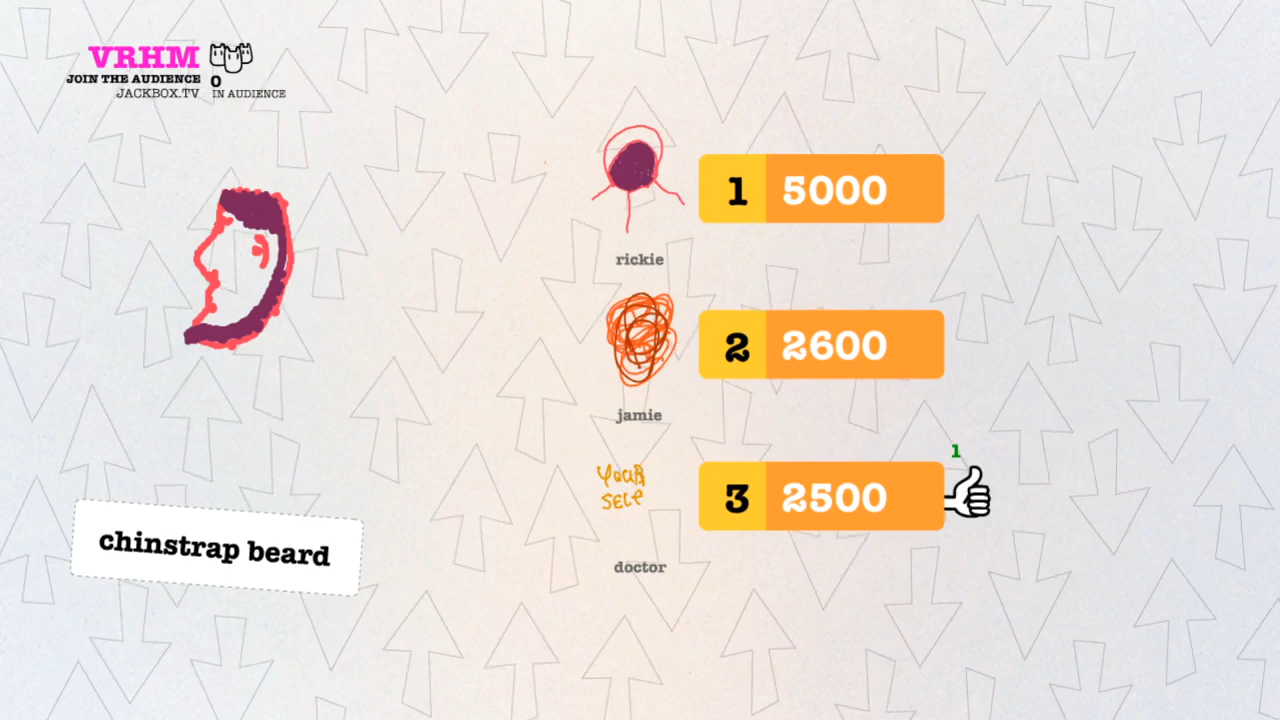 VRHM
JOIN THE AUDIENCE
JACKBOX.TV
0
IN AUDIENCE
1 5000
rickie
2 2600
jamie
YOUR
SELF
1
3 2500
doctor
chinstrap beard